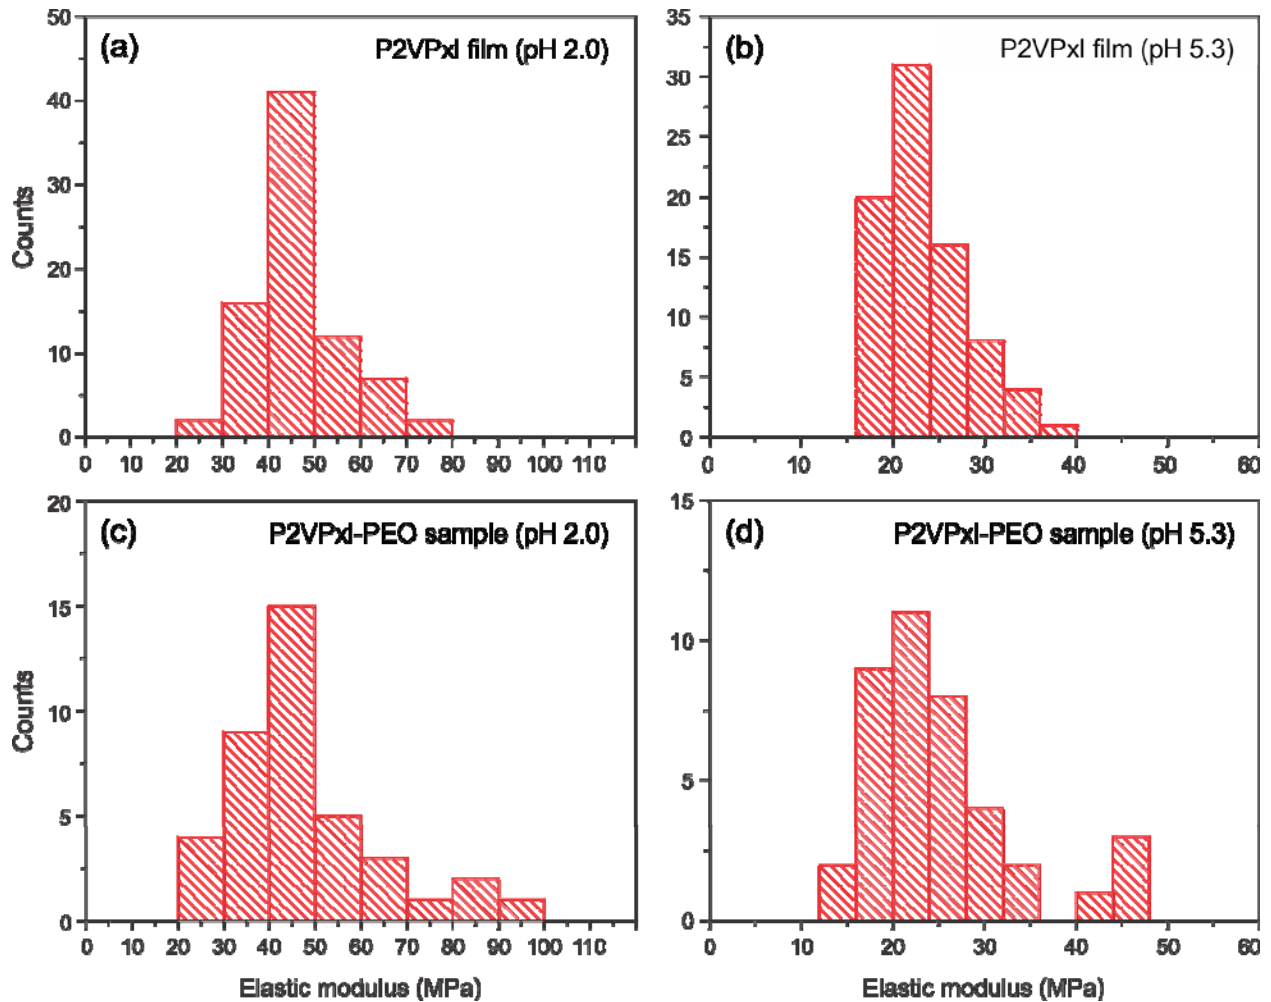 (a) P2VPxl film (pH 2.0)
50
40
30
20
10
0
Counts
0 10 20 30 40 50 60 70 80 90 100 110
(b) P2VPxl film (pH 5.3)
35
30
25
20
15
10
5
0
0 10 20 30 40 50 60
(c) P2VPxl-PEO sample (pH 2.0)
20
15
10
5
0
Counts
0 10 20 30 40 50 60 70 80 90 100 110
Elastic modulus (MPa)
(d) P2VPxl-PEO sample (pH 5.3)
15
10
5
0
0 10 20 30 40 50 60
Elastic modulus (MPa)